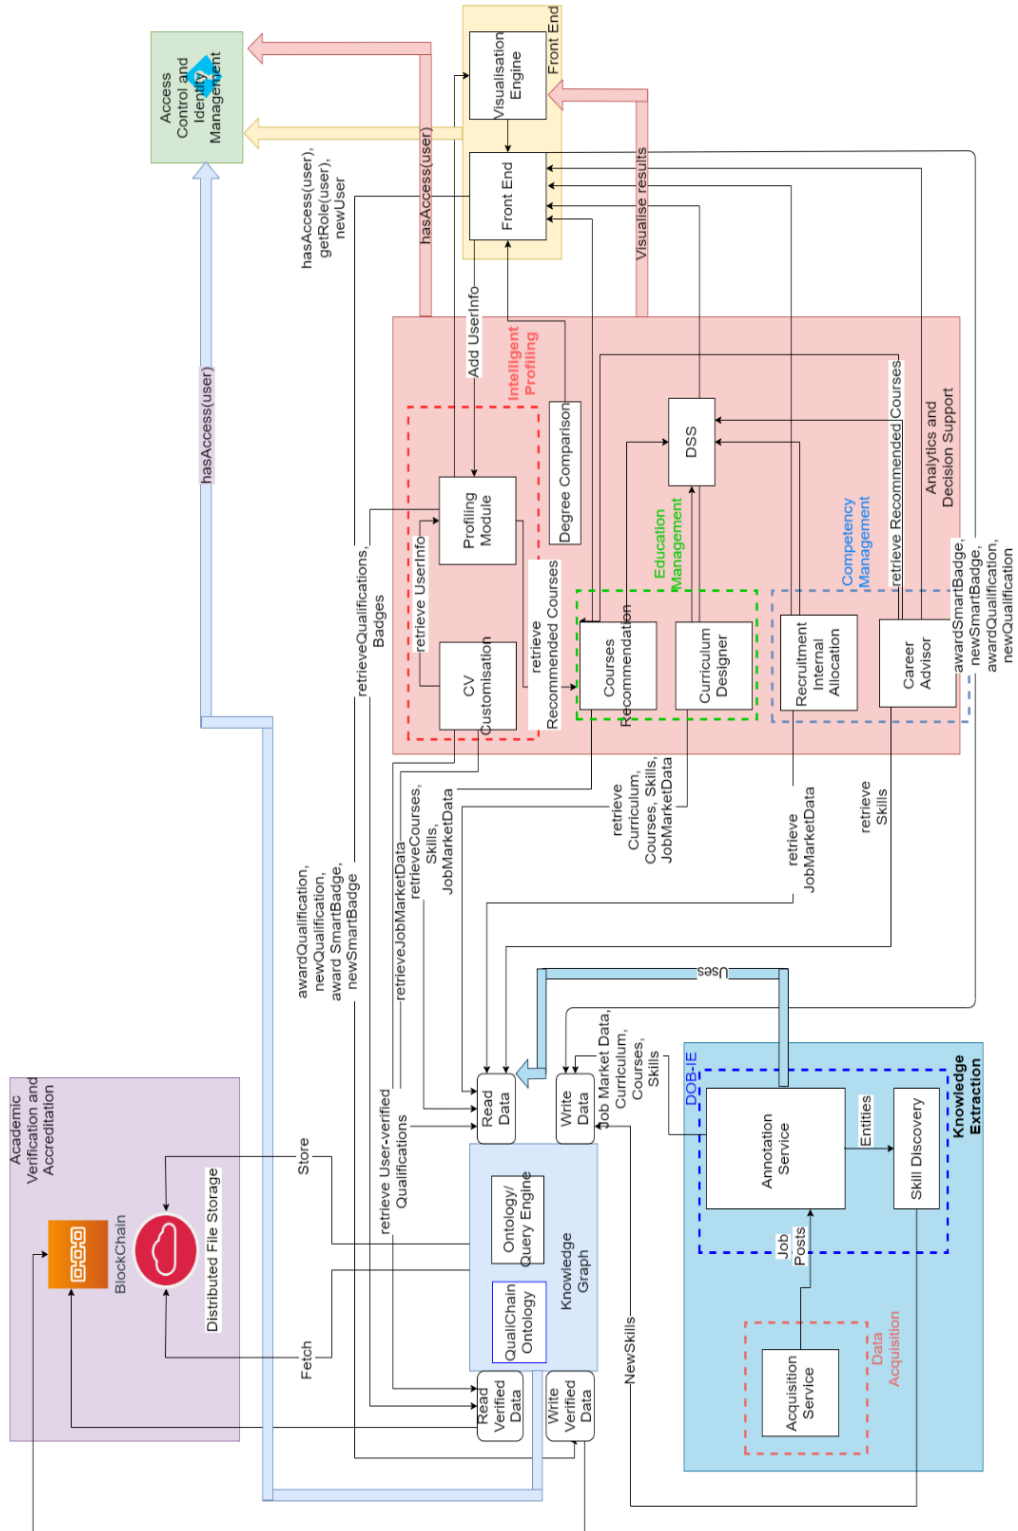 Academic
Verification and
Accreditation
BlockChain
Distributed File Storage
Access
Control and
Identity
Management
hasAccess(user)
hasAccess(user),
getRole(user),
newUser
hasAccess(user)
Front End
Visualisation
Engine
Front End
Visualise results
Add UserInfo
retrieveQualifications,
Badges
awardQualification,
newQualification,
award SmartBadge,
newSmartBadge
Intelligent
Profiling
Profiling
Module
retrieve UserInfo
CV
Customisation
retrieve
Recommended Courses
Degree Comparison
DSS
Education
Management
Courses
Recommendation
Curriculum
Designer
Competency
Management
Recruitment
Internal
Allocation
Career
Advisor
retrieve Recommended Courses
Analytics and
Decision Support
awardSmartBadge,
newSmartBadge,
awardQualification,
newQualification
retrieveJobMarketData
retrieveCourses,
Skills,
JobMarketData
retrieve
Curriculum,
Courses, Skills,
JobMarketData
retrieve
JobMarketData
retrieve
Skills
retrieve User-verified
Qualifications
Store
Fetch
Read
Data
Write
Data
Ontology/
Query Engine
QualiChain
Ontology
Knowledge
Graph
Read
Verified
Data
Write
Verified
Data
Uses
Job Market Data,
Curriculum,
Courses,
Skills
NewSkills
DOB-IE
Annotation
Service
Entities
Skill Discovery
Knowledge
Extraction
Job
Posts
Acquisition
Service
Data
Acquisition